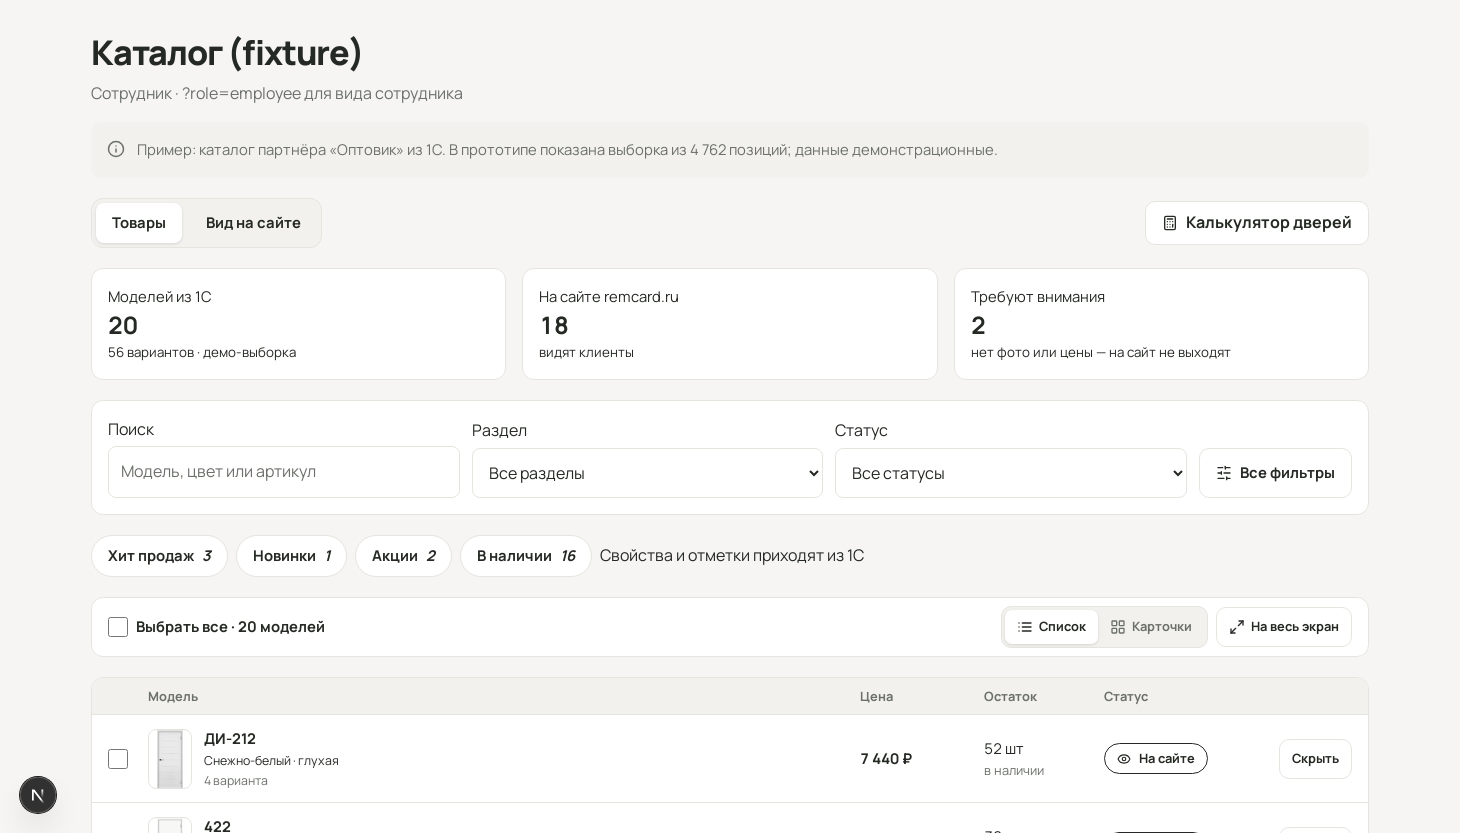 Каталог (fixture)
Сотрудник · ?role=employee для вида сотрудника
Пример: каталог партнёра «Оптовик» из 1С. В прототипе показана выборка из 4 762 позиций; данные демонстрационные.
Товары Вид на сайте Калькулятор дверей
Моделей из 1С
20
56 вариантов · демо-выборка
На сайте remcard.ru
18
видят клиенты
Требуют внимания
2
нет фото или цены — на сайт не выходят
Поиск Раздел Статус
Модель, цвет или артикул Все разделы Все статусы Все фильтры
Хит продаж 3 Новинки 1 Акции 2 В наличии 16 Свойства и отметки приходят из 1С
Выбрать все · 20 моделей Список Карточки На весь экран
Модель Цена Остаток Статус
ДИ-212
Снежно-белый · глухая
4 варианта
7 440 ₽
52 шт
в наличии
На сайте
Скрыть
422
N